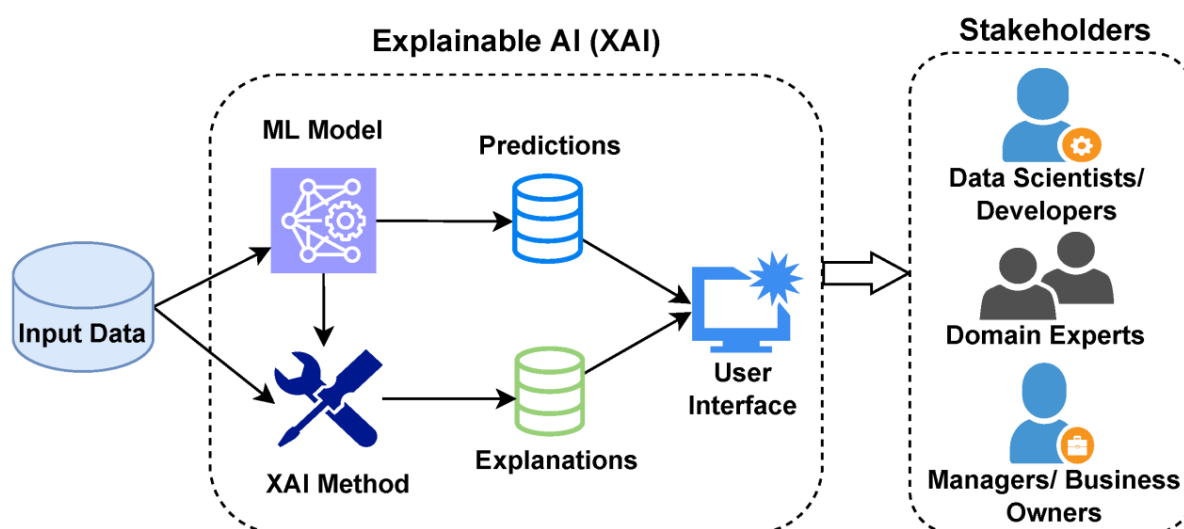 Explainable AI (XAI)
Stakeholders
ML Model
Predictions
Input Data
XAI Method
Explanations
User
Interface
Data Scientists/
Developers
Domain Experts
Managers/ Business
Owners